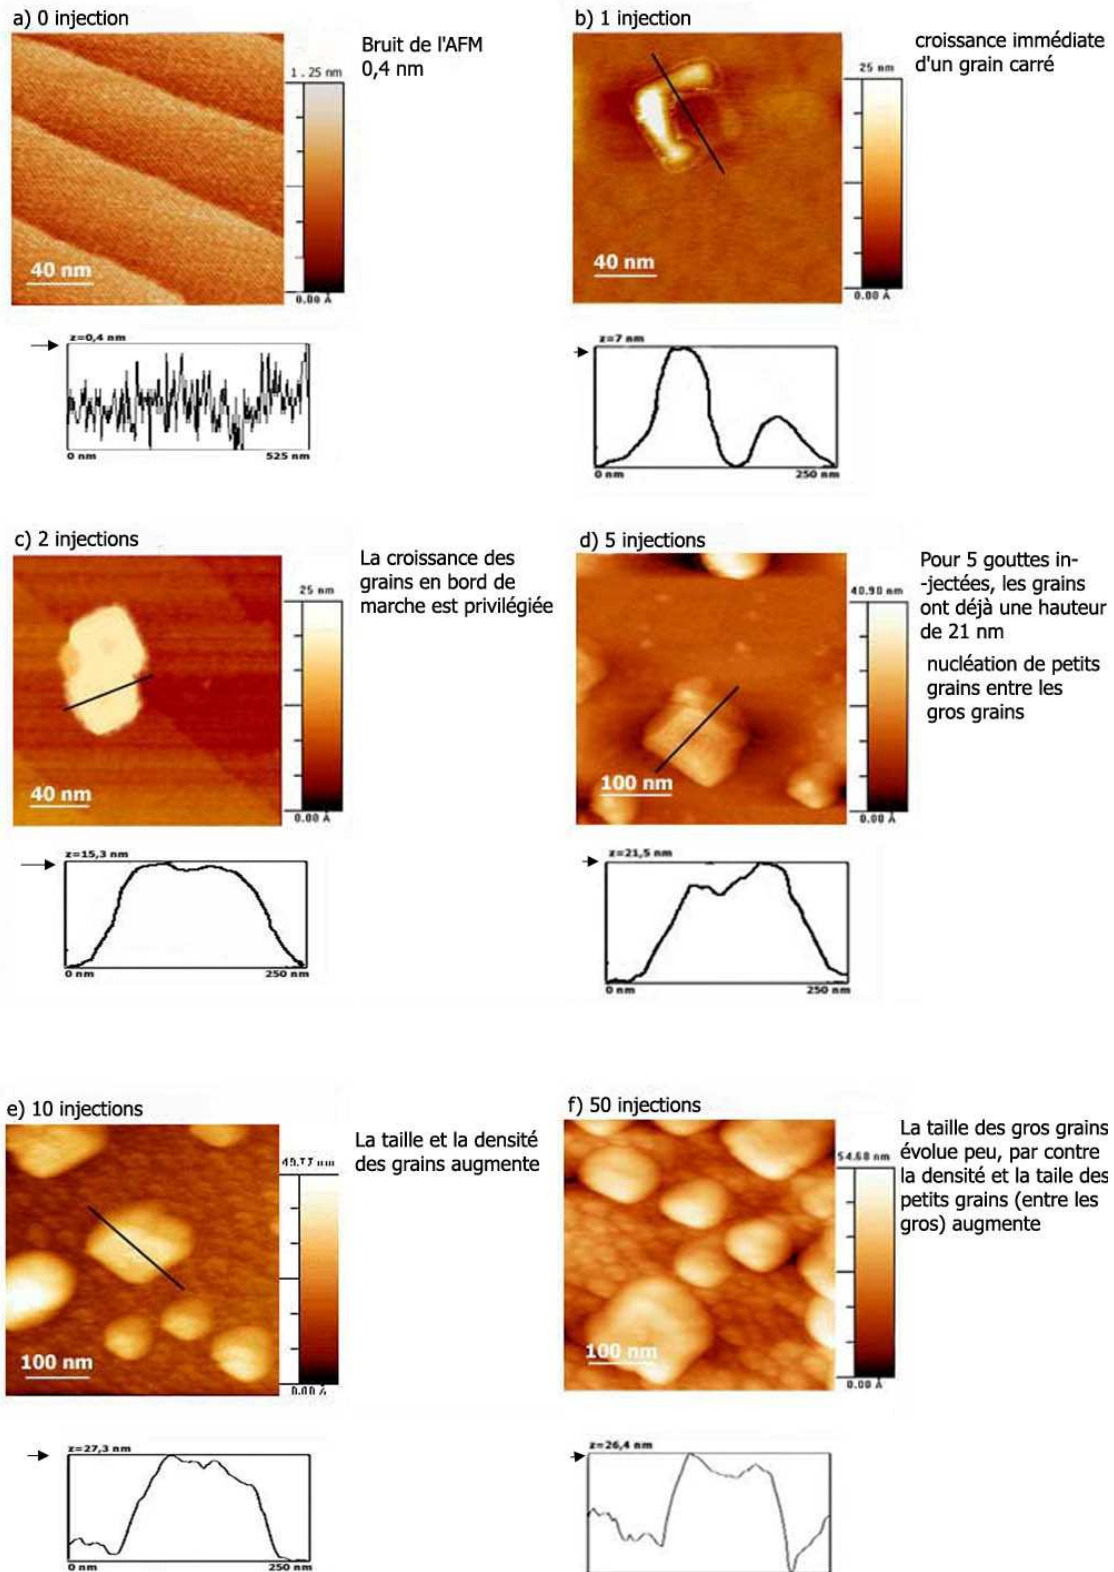 a) 0 injection
Bruit de l'AFM
0,4 nm
1.25 nm
40 nm
0.00 Å
z=0,4 nm
0 nm
525 nm
b) 1 injection
croissance immédiate
d'un grain carré
25 nm
40 nm
0.00 Å
z=7 nm
0 nm
250 nm
c) 2 injections
La croissance des
grains en bord de
marche est privilégiée
25 nm
40 nm
0.00 Å
z=15,3 nm
0 nm
250 nm
d) 5 injections
Pour 5 gouttes in-
-jectées, les grains
ont déjà une hauteur
de 21 nm
nucléation de petits
grains entre les
gros grains
40.90 nm
100 nm
0.00 Å
z=21,5 nm
0 nm
250 nm
e) 10 injections
La taille et la densité
des grains augmente
nm
100 nm
0.00 Å
z=27,3 nm
0 nm
250 nm
f) 50 injections
La taille des gros grains
évolue peu, par contre
la densité et la taile des
petits grains (entre les
gros) augmente
54.68 nm
100 nm
0.00 Å
z=26,4 nm